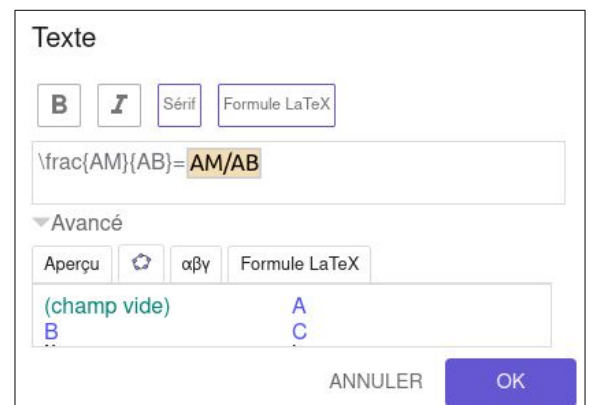 Texte
B I Sérif Formule LaTeX
\frac{AM}{AB}= AM/AB
Avancé
Aperçu αβγ Formule LaTeX
(champ vide) A
B C
ANNULER OK